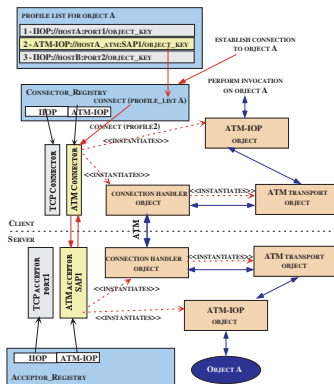 PROFILE LIST FOR OBJECT A
1 - IIOP://HOSTA:PORT1/OBJECT_KEY
2 - ATM-IOP://HOSTA_ATM:SAP1/OBJECT_KEY
3 - IIOP://HOSTB:PORT2/OBJECT_KEY
ESTABLISH CONNECTION
TO OBJECT A
CONNECTOR_REGISTRY
CONNECT (PROFILE_LIST A)
IIOP
ATM-IOP
PERFORM INVOCATION
ON OBJECT A
CONNECT (PROFILE2)
<<INSTANTIATES>>
ATM-IOP
OBJECT
TCP CONNECTOR
ATM CONNECTOR
<<INSTANTIATES>>
<<INSTANTIATES>>
CONNECTION HANDLER
OBJECT
ATM TRANSPORT
OBJECT
CLIENT
SERVER
ATM
TCP ACCEPTOR
PORT1
ATM ACCEPTOR
SAP1
CONNECTION HANDLER
OBJECT
<<INSTANTIATES>>
ATM TRANSPORT
OBJECT
<<INSTANTIATES>>
<<INSTANTIATES>>
ATM-IOP
OBJECT
IIOP
ATM-IOP
ACCEPTOR_REGISTRY
OBJECT A